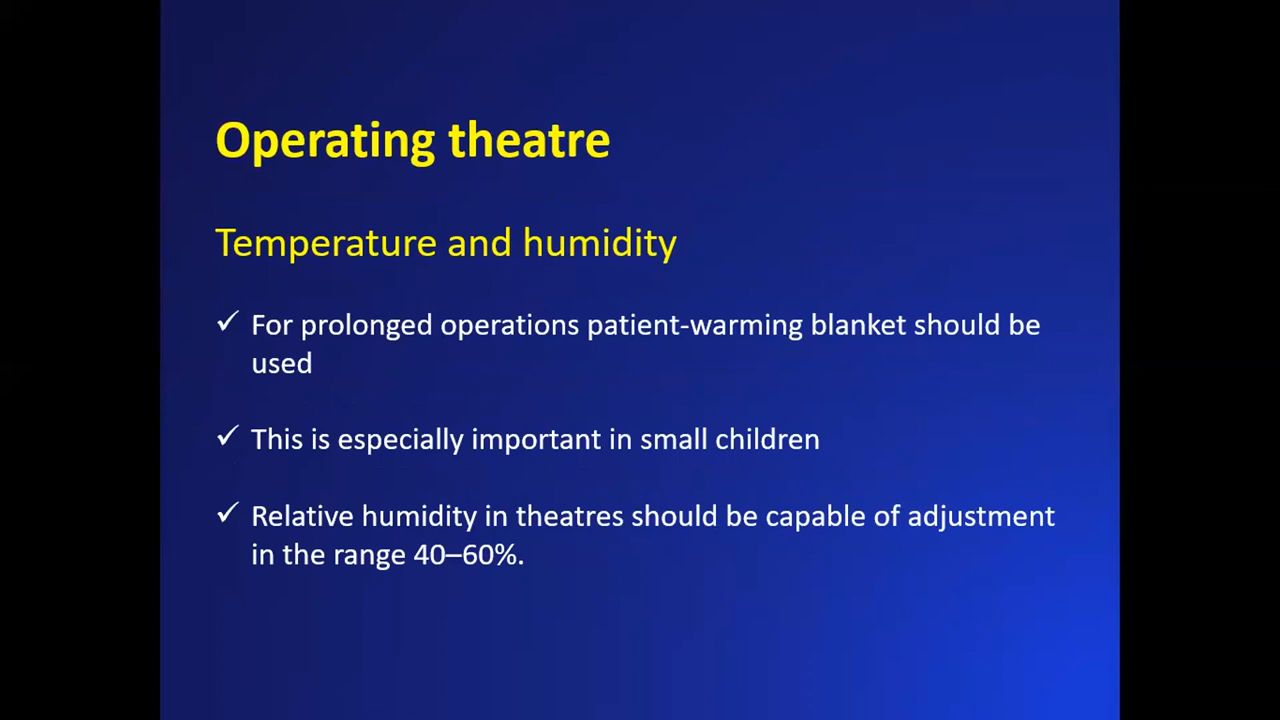 Operating theatre
Temperature and humidity
✓ For prolonged operations patient-warming blanket should be
used
✓ This is especially important in small children
✓ Relative humidity in theatres should be capable of adjustment
in the range 40–60%.